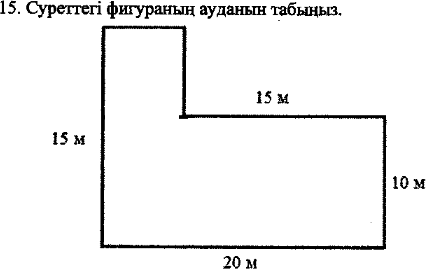 15. Суреттегі фигураның ауданын табыңыз.
15 м
15 м
10 м
20 м